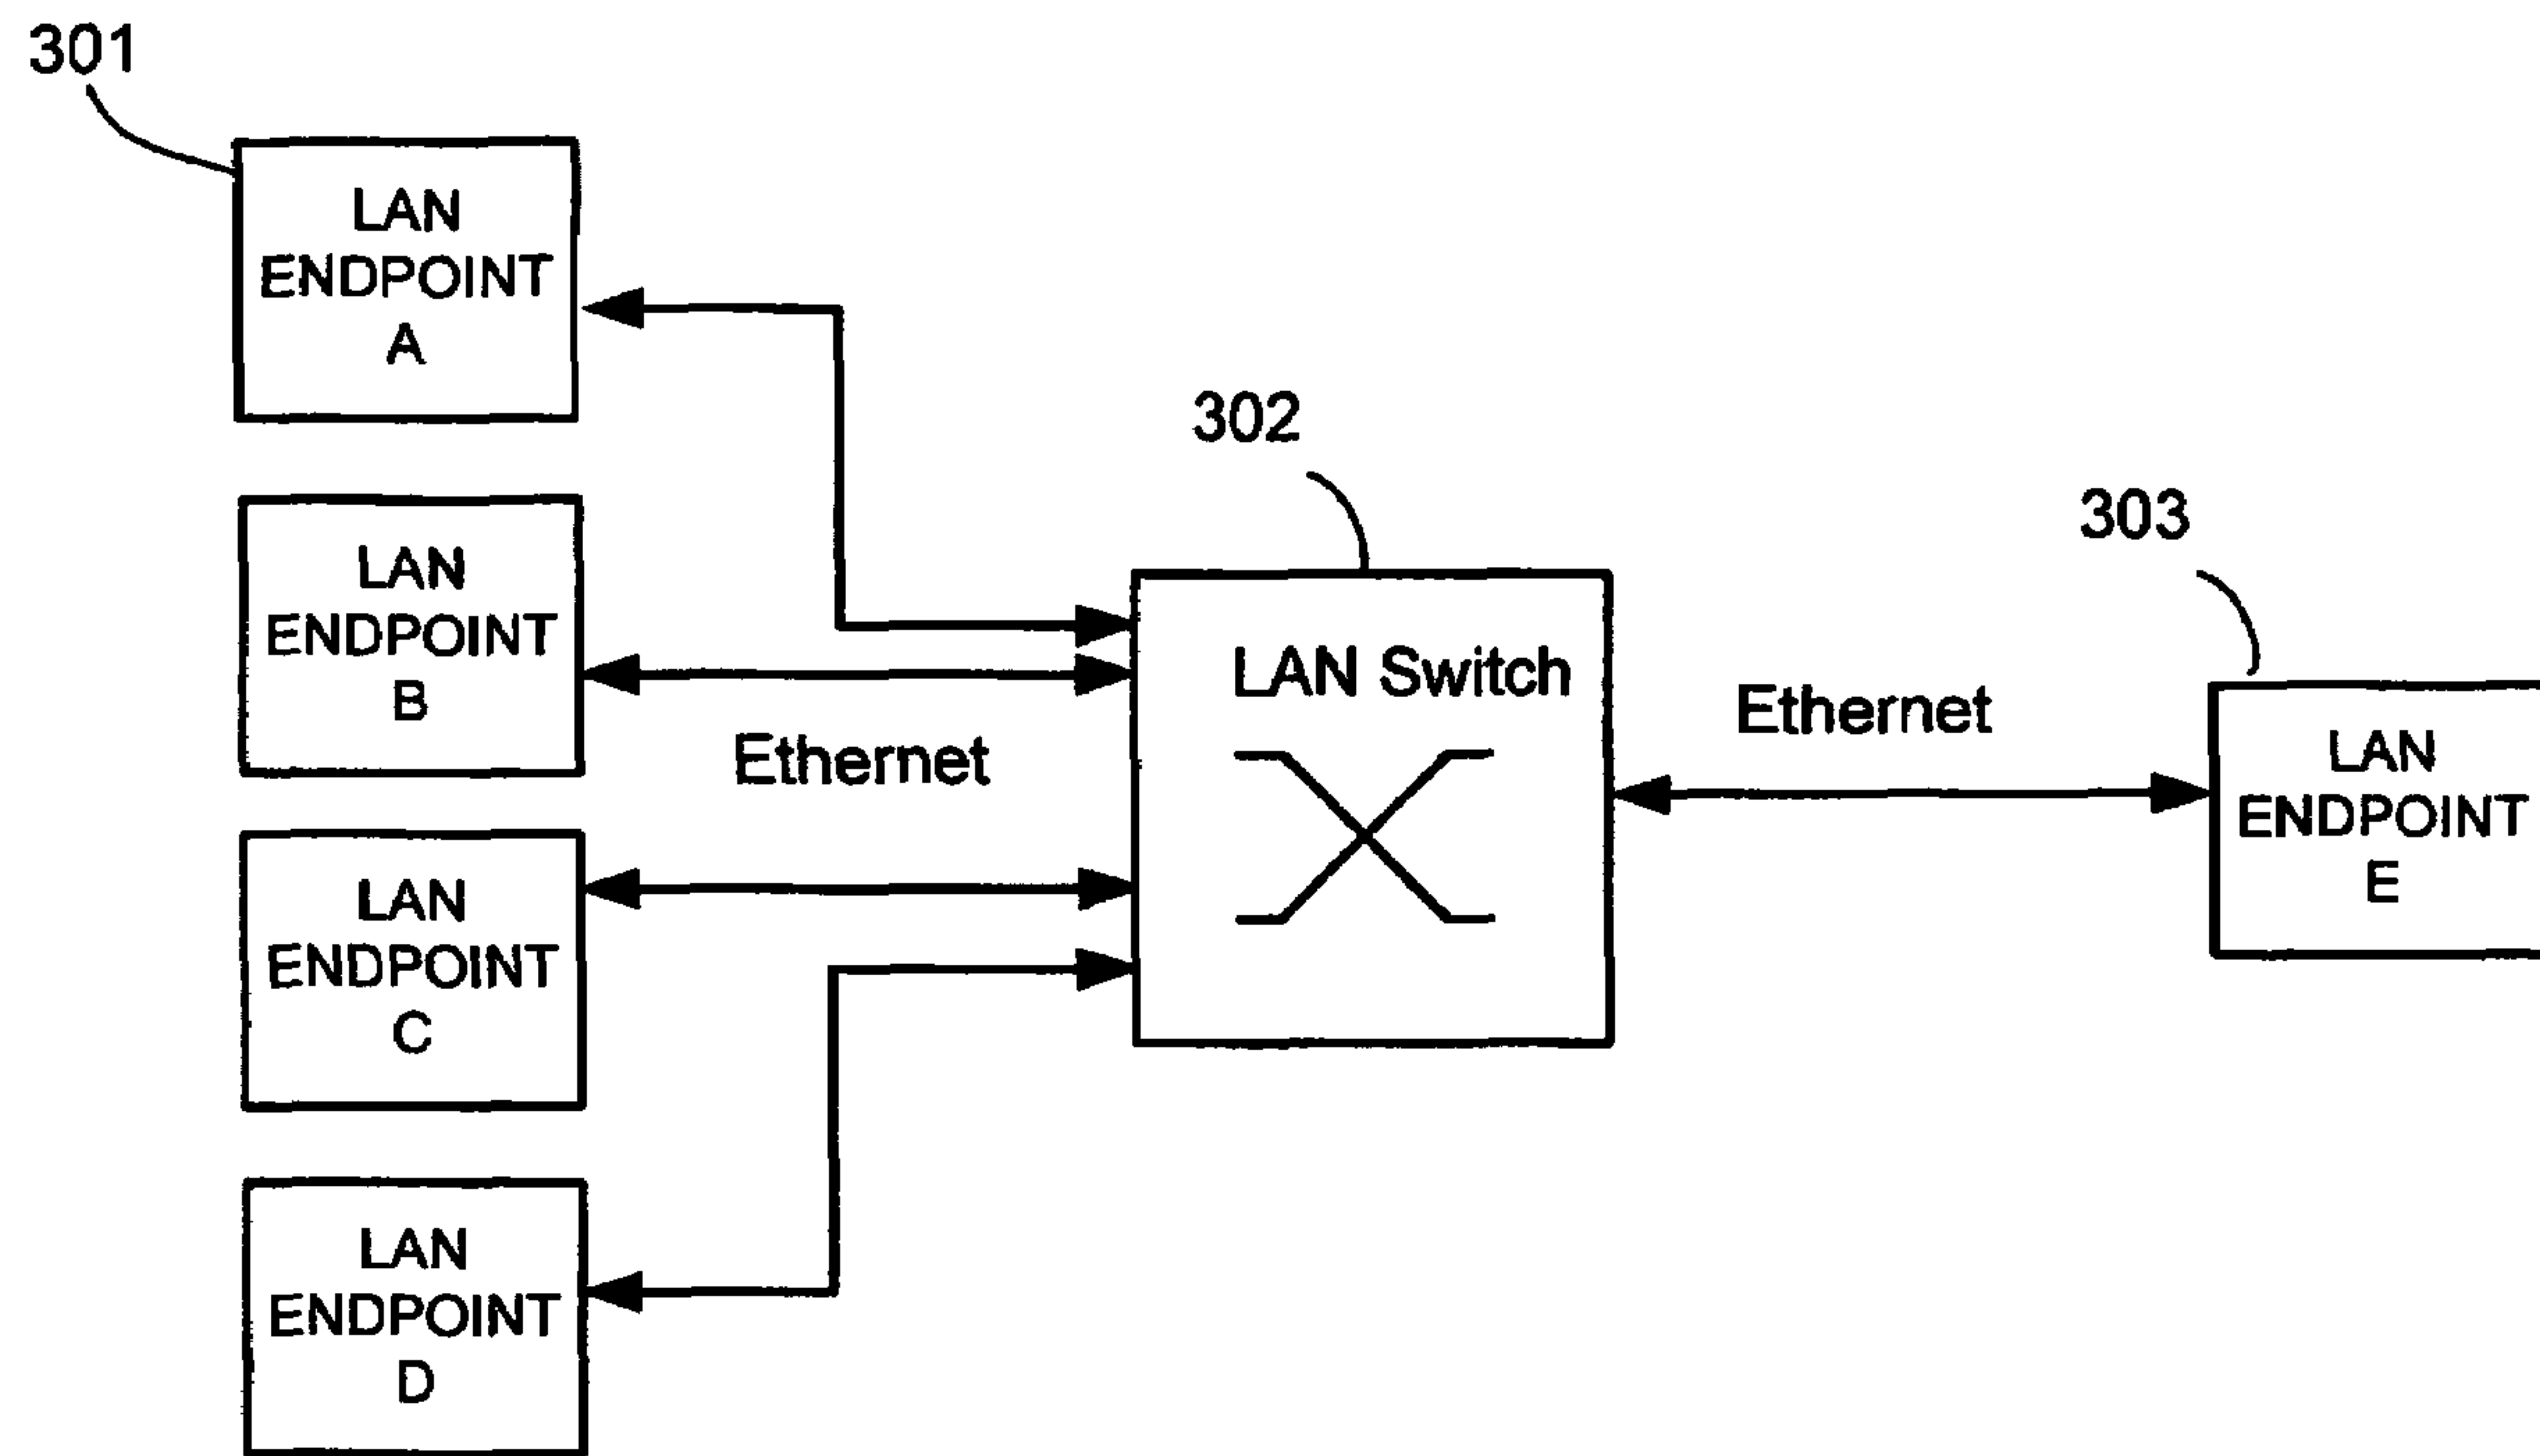 301
LAN
ENDPOINT
A
302
303
LAN
ENDPOINT
B
LAN Switch
Ethernet
Ethernet
LAN
ENDPOINT
E
LAN
ENDPOINT
C
LAN
ENDPOINT
D